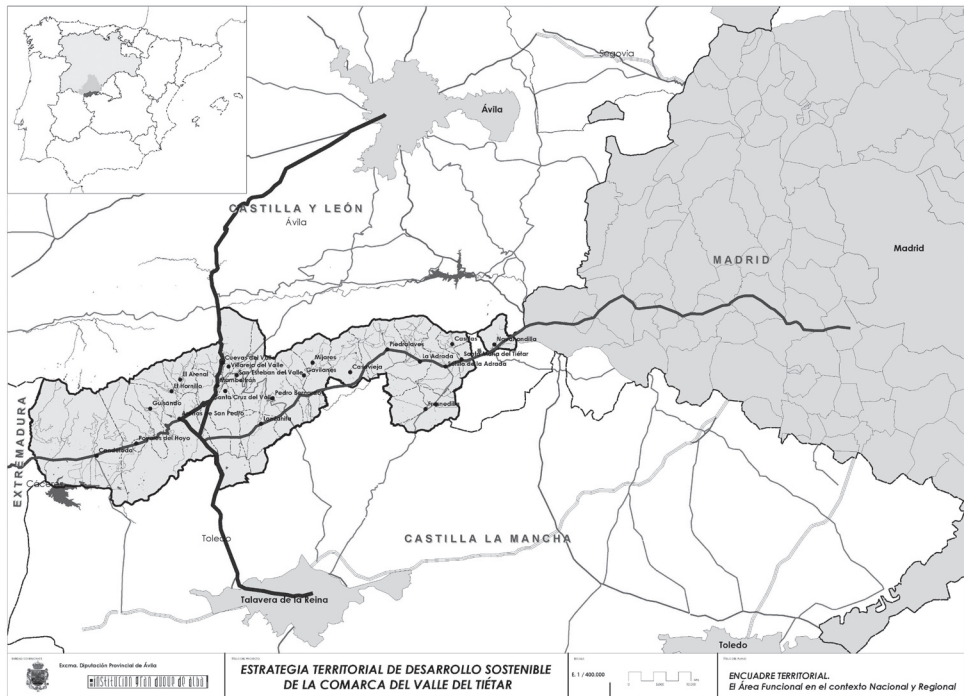 Segovia
Ávila
CASTILLA Y LEÓN
Ávila
MADRID
Madrid
Cuevas del Valle
Villarejo del Valle
San Esteban del Valle
Mombeltrán
Santa Cruz del Valle
El Arenal
El Hornillo
Guisando
Arenas de San Pedro
Poyales del Hoyo
Candeleda
Mijares
Gavilanes
Pedro Bernardo
Lanzahíta
Casavieja
Piedralaves
La Adrada
Casillas
Navahondilla
Santa María del Tiétar
Sotillo de la Adrada
Fresnedilla
EXTREMADURA
Cáceres
Toledo
CASTILLA LA MANCHA
Talavera de la Reina
Toledo
Excma. Diputación Provincial de Ávila
institución gran duque de alba
ESTRATEGIA TERRITORIAL DE DESARROLLO SOSTENIBLE
DE LA COMARCA DEL VALLE DEL TIÉTAR
E. 1 / 400.000
ENCUADRE TERRITORIAL.
El Área Funcional en el contexto Nacional y Regional